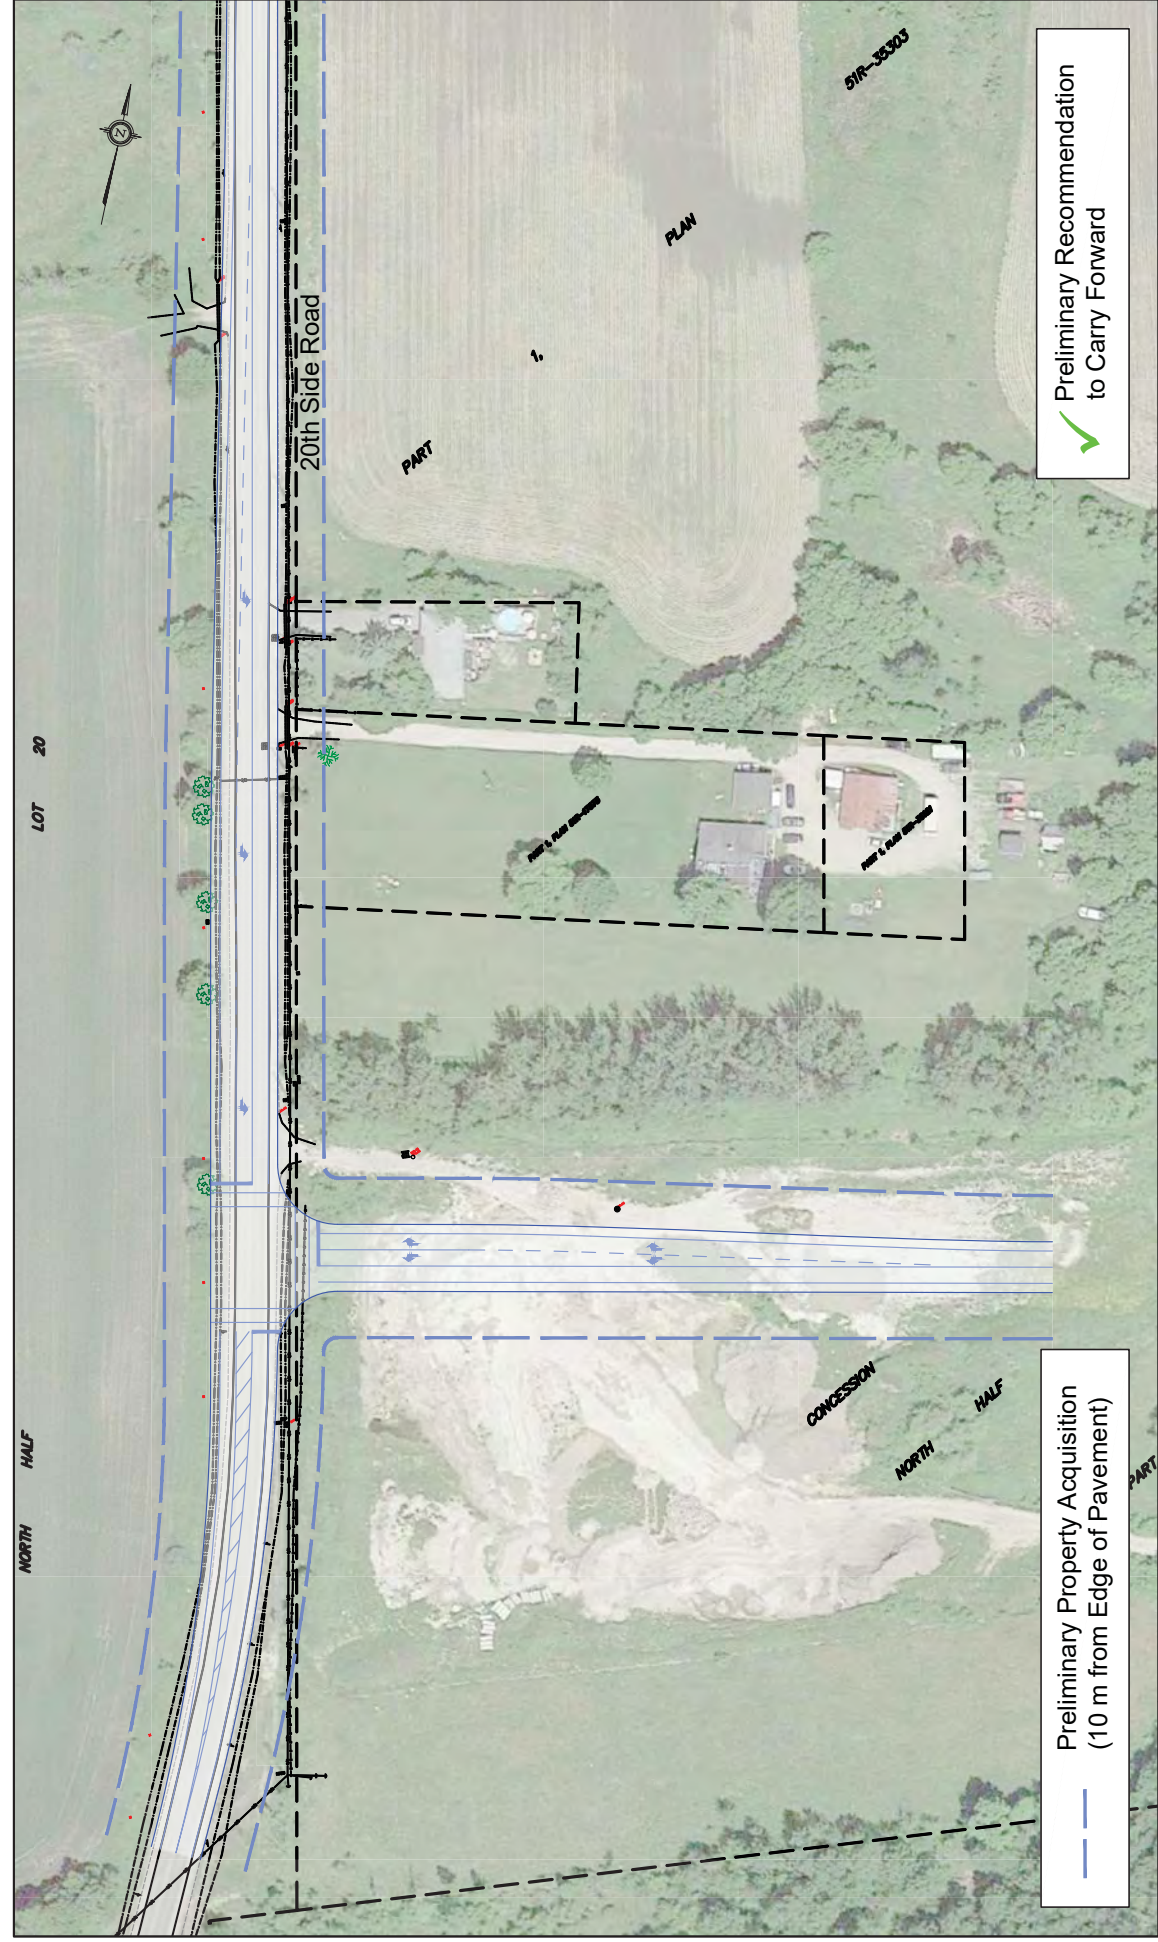 LOT 20
NORTH HALF
N
20th Side Road
PART 1, PLAN 51R-35303
CONCESSION
NORTH HALF
PART
Preliminary Recommendation
to Carry Forward
Preliminary Property Acquisition
(10 m from Edge of Pavement)